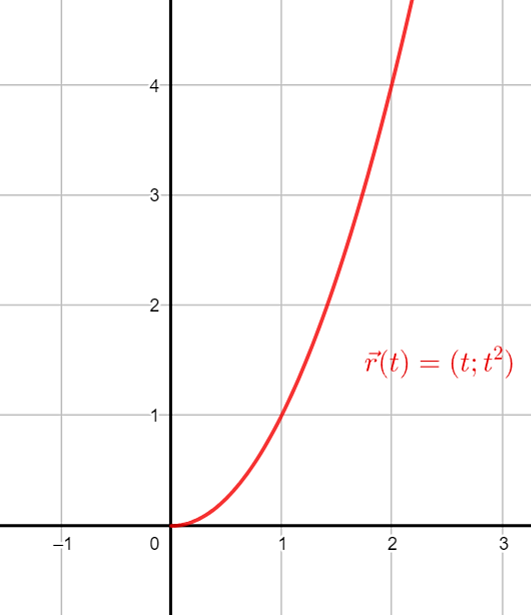 4
3
2
r⃗(t) = (t; t²)
1
–1 0 1 2 3